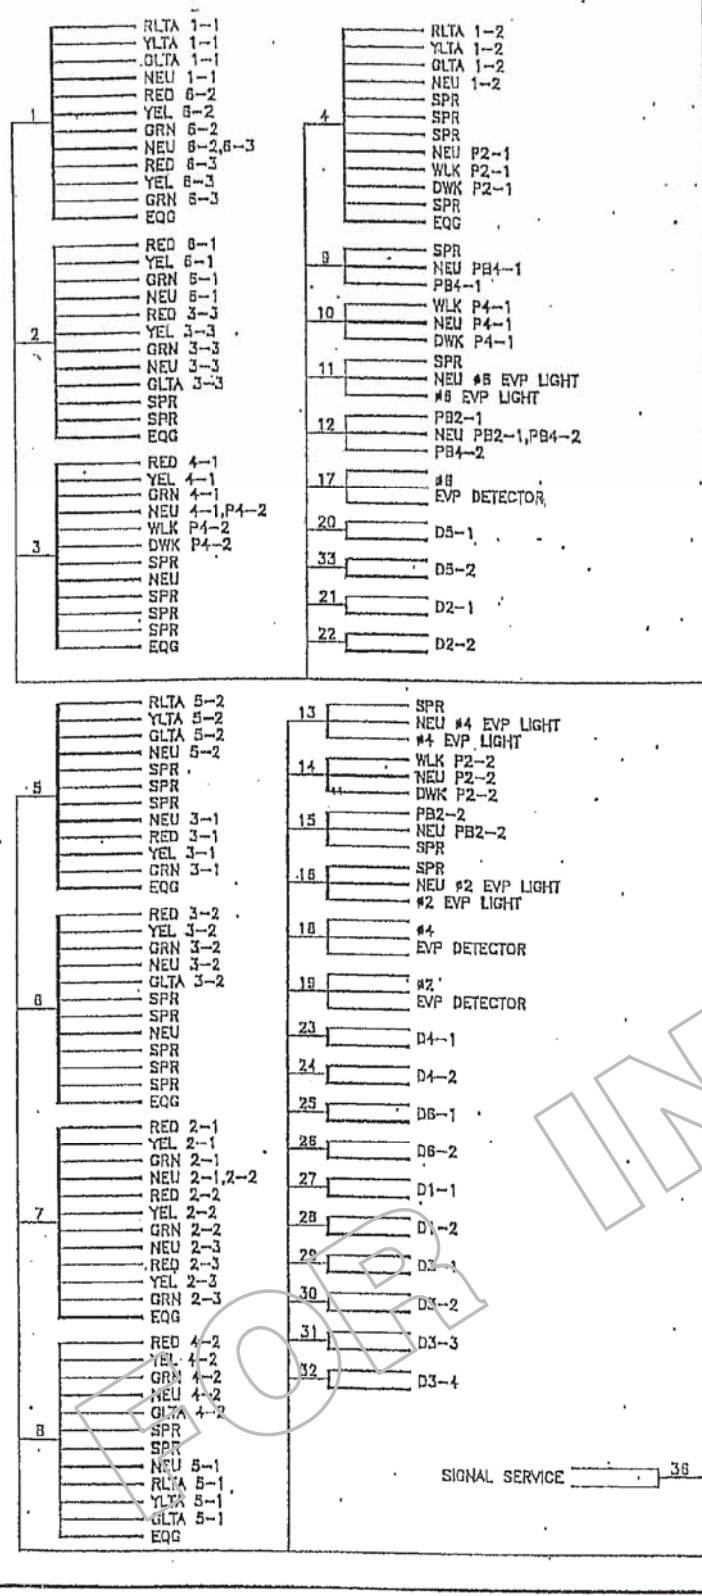 1
RLTA 1-1
YLTA 1-1
GLTA 1-1
NEU 1-1
RED 6-2
YEL 6-2
GRN 6-2
NEU 6-2,6-3
RED 6-3
YEL 6-3
GRN 6-3
EQG
2
RED 6-1
YEL 6-1
GRN 6-1
NEU 6-1
RED 3-3
YEL 3-3
GRN 3-3
NEU 3-3
GLTA 3-3
SPR
SPR
EQG
3
RED 4-1
YEL 4-1
GRN 4-1
NEU 4-1,P4-2
WLK P4-2
DWK P4-2
SPR
NEU
SPR
SPR
SPR
EQG
4
RLTA 1-2
YLTA 1-2
GLTA 1-2
NEU 1-2
SPR
SPR
SPR
NEU P2-1
WLK P2-1
DWK P2-1
SPR
EQG
9
SPR
NEU PB4-1
PB4-1
10
WLK P4-1
NEU P4-1
DWK P4-1
11
SPR
NEU #6 EVP LIGHT
#6 EVP LIGHT
12
PB2-1
NEU PB2-1,PB4-2
PB4-2
17
#6
EVP DETECTOR
20
D5-1
33
D5-2
21
D2-1
22
D2-2
5
RLTA 5-2
YLTA 5-2
GLTA 5-2
NEU 5-2
SPR
SPR
SPR
NEU 3-1
RED 3-1
YEL 3-1
GRN 3-1
EQG
6
RED 3-2
YEL 3-2
GRN 3-2
NEU 3-2
GLTA 3-2
SPR
SPR
NEU
SPR
SPR
SPR
EQG
7
RED 2-1
YEL 2-1
GRN 2-1
NEU 2-1,2-2
RED 2-2
YEL 2-2
GRN 2-2
NEU 2-3
RED 2-3
YEL 2-3
GRN 2-3
EQG
8
RED 4-2
YEL 4-2
GRN 4-2
NEU 4-2
GLTA 4-2
SPR
SPR
NEU 5-1
RLTA 5-1
YLTA 5-1
GLTA 5-1
EQG
13
SPR
NEU #4 EVP LIGHT
#4 EVP LIGHT
14
WLK P2-2
NEU P2-2
DWK P2-2
15
PB2-2
NEU PB2-2
SPR
16
SPR
NEU #2 EVP LIGHT
#2 EVP LIGHT
18
#4
EVP DETECTOR
19
#2
EVP DETECTOR
23
D4-1
24
D4-2
25
D6-1
26
D6-2
27
D1-1
28
D1-2
29
D3-1
30
D3-2
31
D3-3
32
D3-4
SIGNAL SERVICE
36
FOR IN